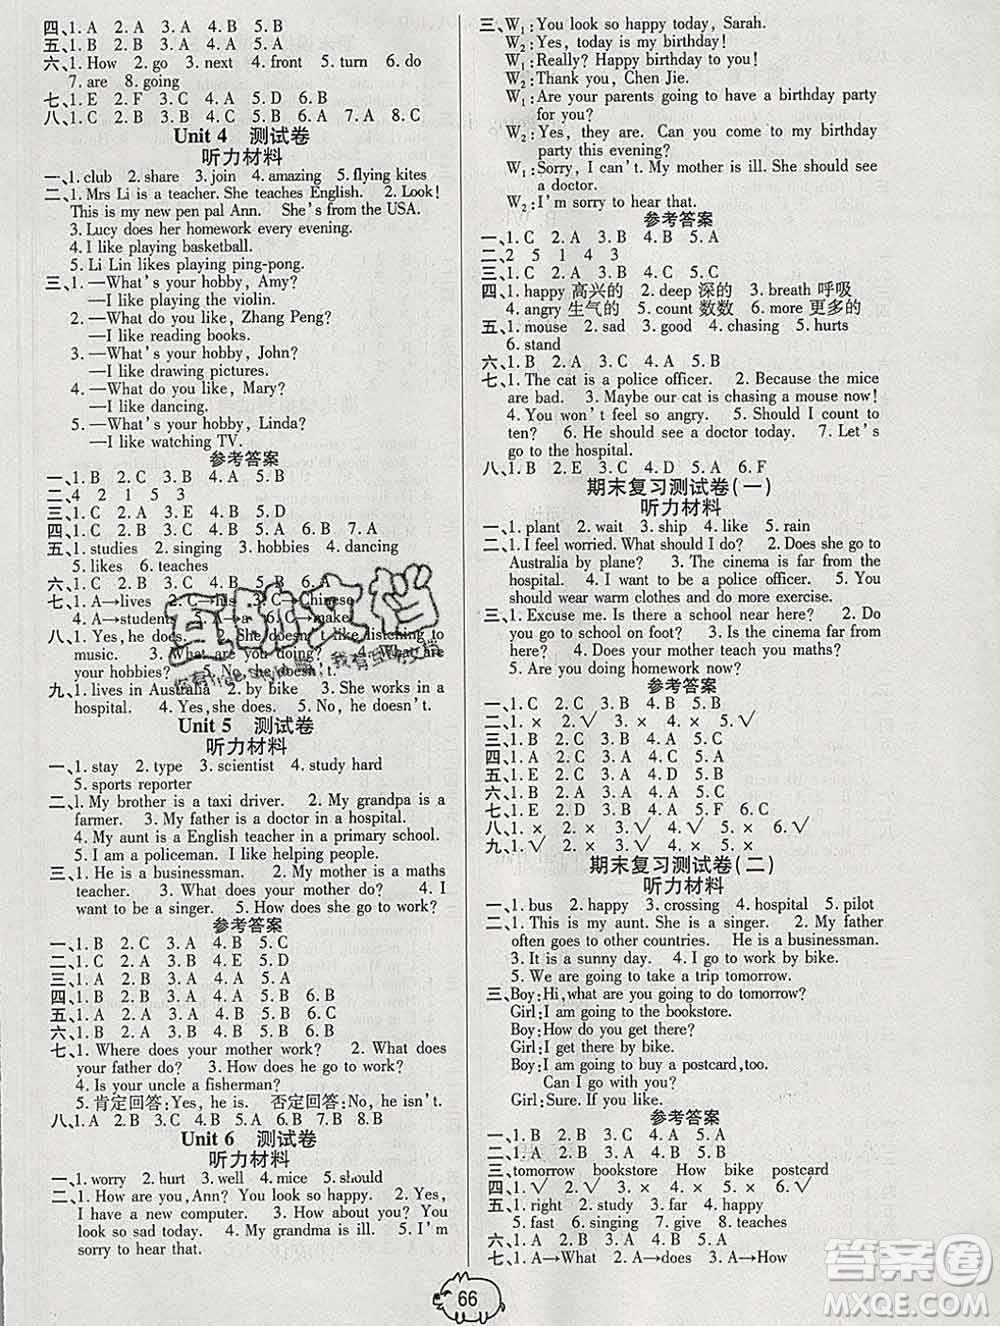 四、1. A 2. A 3. A 4. B 5. B
五、1. B 2. B 3. A 4. B 5. A
六、1. How 2. go 3. next 4. front 5. turn 6. do
7. are 8. going
七、1. E 2. F 3. C 4. A 5. D 6. B
八、1. C 2. B 3. C 4. A 5. C 6. B 7. A 8. C
Unit 4 测试卷
听力材料
一、1. club 2. share 3. join 4. amazing 5. flying kites
二、1. Mrs Li is a teacher. She teaches English. 2. Look!
This is my new pen pal Ann. She's from the USA.
3. Lucy does her homework every evening.
4. I like playing basketball.
5. Li Lin likes playing ping-pong.
三、1. —What's your hobby, Amy?
—I like playing the violin.
2. —What do you like, Zhang Peng?
—I like reading books.
3. —What's your hobby, John?
—I like drawing pictures.
4. —What do you like, Mary?
—I like dancing.
5. —What's your hobby, Linda?
—I like watching TV.
参考答案
一、1. B 2. C 3. B 4. A 5. B
二、4 2 1 5 3
三、1. C 2. A 3. E 4. B 5. D
四、1. C 2. B 3. B 4. A 5. A 6. B 7. A
五、1. studies 2. singing 3. hobbies 4. dancing
5. likes 6. teaches
六、1. C 2. C 3. B 4. C 5. B 6. B
七、1. A→lives 2. C→his 3. C→Chinese
4. A→students 5. A→a 6. C→make
八、1. Yes, he does. 2. She doesn't like listening to
music. 3. 4. What are your
hobbies? 5. No, she doesn't.
九、1. lives in Australia 2. by bike 3. She works in a
hospital. 4. Yes, she does. 5. No, he doesn't.
Unit 5 测试卷
听力材料
一、1. stay 2. type 3. scientist 4. study hard
5. sports reporter
二、1. My brother is a taxi driver. 2. My grandpa is a
farmer. 3. My father is a doctor in a hospital.
4. My aunt is a English teacher in a primary school.
5. I am a policeman. I like helping people.
三、1. He is a businessman. 2. My mother is a maths
teacher. 3. What does your mother do? 4. I
want to be a singer. 5. How does she go to work?
参考答案
一、1. B 2. C 3. A 4. B 5. C
二、1. C 2. A 3. B 4. E 5. D
三、1. B 2. B 3. A 4. A 5. A
四、1. B 2. A 3. A 4. A 5. B 6. B
五、1. A 2. C 3. B 4. B 5. A
六、1. B 2. A 3. B 4. B 5. C 6. B
七、1. Where does your mother work? 2. What does
your father do? 3. How does he go to work?
4. Is your uncle a fisherman?
5. 肯定回答:Yes, he is. 否定回答:No, he isn't.
八、1. A 2. B 3. B 4. A 5. A 6. B 7. B 8. B
Unit 6 测试卷
听力材料
一、1. worry 2. hurt 3. well 4. mice 5. should
二、1. How are you, Ann? You look so happy. 2. Yes,
I have a new computer. 3. How about you? You
look so sad today. 4. My grandma is ill. 5. I'm
sorry to hear that.
三、W₁:You look so happy today, Sarah.
W₂:Yes, today is my birthday!
W₁:Really? Happy birthday to you!
W₂:Thank you, Chen Jie.
W₁:Are your parents going to have a birthday party
for you?
W₂:Yes, they are. Can you come to my birthday
party this evening?
W₁:Sorry, I can't. My mother is ill. She should see
a doctor.
W₂:I'm sorry to hear that.
参考答案
一、1. C 2. A 3. B 4. B 5. A
二、2 5 1 4 3
三、1. C 2. A 3. B 4. C 5. C
四、1. happy 高兴的 2. deep 深的 3. breath 呼吸
4. angry 生气的 5. count 数数 6. more 更多的
五、1. mouse 2. sad 3. good 4. chasing 5. hurts
6. stand
六、1. B 2. B 3. C 4. A 5. B
七、1. The cat is a police officer. 2. Because the mice
are bad. 3. Maybe our cat is chasing a mouse now!
4. You won't feel so angry. 5. Should I count to
ten? 6. He should see a doctor today. 7. Let's
go to the hospital.
八、1. C 2. E 3. D 4. A 5. B 6. F
期末复习测试卷(一)
听力材料
一、1. plant 2. wait 3. ship 4. like 5. rain
二、1. I feel worried. What should I do? 2. Does she go to
Australia by plane? 3. The cinema is far from the
hospital. 4. I want to be a police officer. 5. You
should wear warm clothes and do more exercise.
三、1. Excuse me. Is there a school near here? 2. Do
you go to school on foot? 3. Is the cinema far from
here? 4. Does your mother teach you maths?
5. Are you doing homework now?
参考答案
一、1. C 2. C 3. B 4. B 5. B
二、1. × 2. √ 3. × 4. × 5. √
三、1. B 2. B 3. A 4. A 5. B
四、1. A 2. C 3. A 4. A 5. A
五、1. E 2. C 3. A 4. D 5. B
六、1. B 2. C 3. B 4. A 5. A
七、1. E 2. D 3. A 4. B 5. F 6. C
八、1. × 2. × 3. √ 4. √ 5. √ 6. ×
九、1. C 2. B 3. A 4. B 5. A
期末复习测试卷(二)
听力材料
一、1. bus 2. happy 3. crossing 4. hospital 5. pilot
二、1. This is my aunt. She is a singer. 2. My father
often goes to other countries. He is a businessman.
3. It is a sunny day. 4. I go to work by bike.
5. We are going to take a trip tomorrow.
三、Boy:Hi,what are you going to do tomorrow?
Girl:I am going to the bookstore.
Boy:How do you get there?
Girl:I get there by bike.
Boy:I am going to buy a postcard,too.
Can I go with you?
Girl:Sure. If you like.
参考答案
一、1. B 2. B 3. C 4. A 5. A
二、1. A 2. A 3. A 4. B 5. B
三、tomorrow bookstore How bike postcard
四、1. √ 2. √ 3. × 4. × 5. √
五、1. right 2. study 3. far 4. happy
5. fast 6. singing 7. give 8. teaches
六、1. A 2. B 3. A 4. C 5. B
七、1. A→What 2. A→does 3. A→How
66
答案圈
MXQE.COM